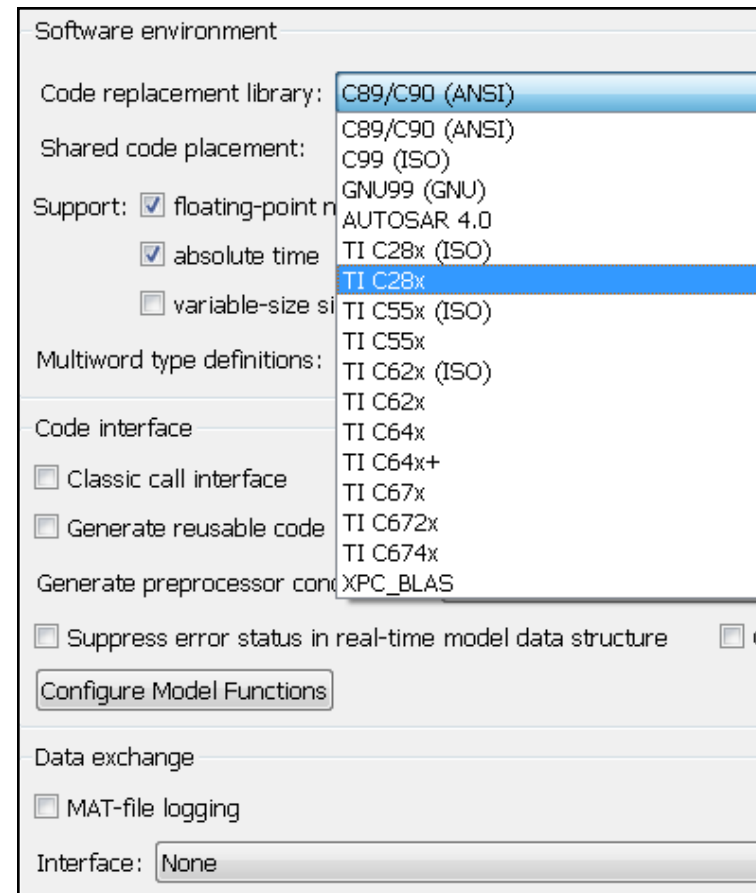 Software environment
Code replacement library: C89/C90 (ANSI)
C89/C90 (ANSI)
Shared code placement:
C99 (ISO)
GNU99 (GNU)
Support: floating-point n
AUTOSAR 4.0
TI C28x (ISO)
absolute time
TI C28x
variable-size si
TI C55x (ISO)
TI C55x
Multiword type definitions:
TI C62x (ISO)
TI C62x
Code interface
TI C64x
TI C64x+
Classic call interface
TI C67x
TI C672x
Generate reusable code
TI C674x
Generate preprocessor con
XPC_BLAS
Suppress error status in real-time model data structure
Configure Model Functions
Data exchange
MAT-file logging
Interface: None